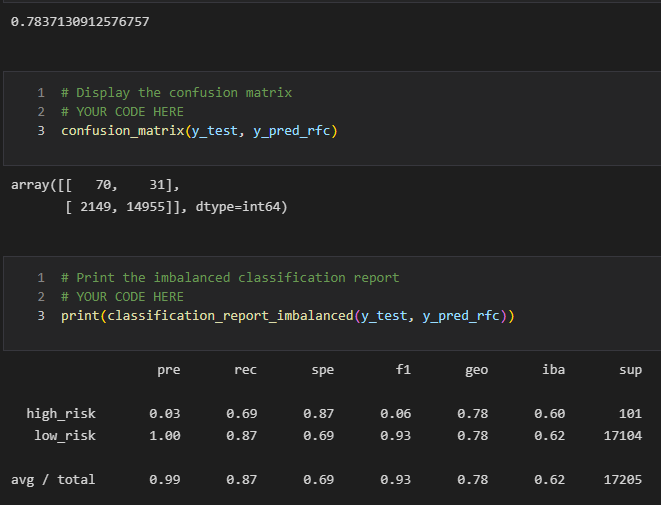 0.7837130912576757
1 # Display the confusion matrix
2 # YOUR CODE HERE
3 confusion_matrix(y_test, y_pred_rfc)
array([[   70,    31],
       [ 2149, 14955]], dtype=int64)
1 # Print the imbalanced classification report
2 # YOUR CODE HERE
3 print(classification_report_imbalanced(y_test, y_pred_rfc))
pre rec spe f1 geo iba sup
high_risk 0.03 0.69 0.87 0.06 0.78 0.60 101
low_risk 1.00 0.87 0.69 0.93 0.78 0.62 17104
avg / total 0.99 0.87 0.69 0.93 0.78 0.62 17205